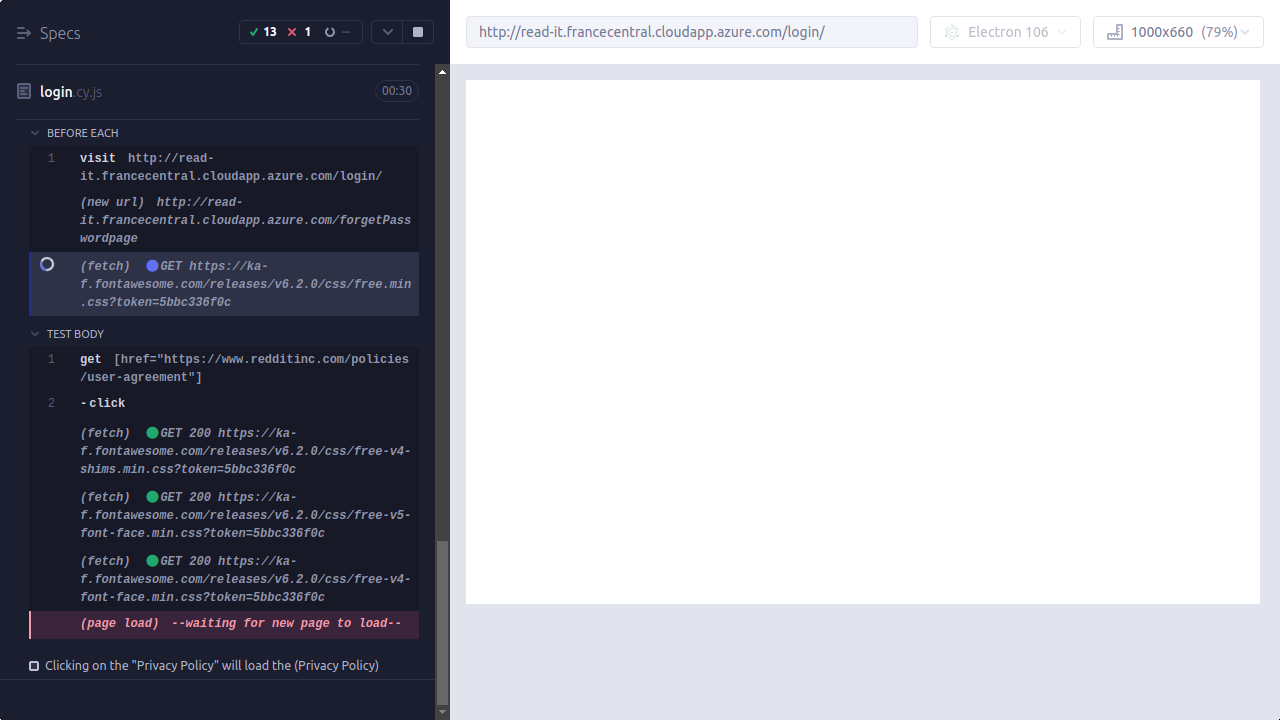 Specs
13
1
--
login.cy.js
00:30
BEFORE EACH
1
visit http://read-
it.francecentral.cloudapp.azure.com/login/
(new url) http://read-
it.francecentral.cloudapp.azure.com/forgetPass
wordpage
(fetch) GET https://ka-
f.fontawesome.com/releases/v6.2.0/css/free.min
.css?token=5bbc336f0c
TEST BODY
1
get [href="https://www.redditinc.com/policies
/user-agreement"]
2
-click
(fetch) GET 200 https://ka-
f.fontawesome.com/releases/v6.2.0/css/free-v4-
shims.min.css?token=5bbc336f0c
(fetch) GET 200 https://ka-
f.fontawesome.com/releases/v6.2.0/css/free-v5-
font-face.min.css?token=5bbc336f0c
(fetch) GET 200 https://ka-
f.fontawesome.com/releases/v6.2.0/css/free-v4-
font-face.min.css?token=5bbc336f0c
(page load) --waiting for new page to load--
Clicking on the "Privacy Policy" will load the (Privacy Policy)
http://read-it.francecentral.cloudapp.azure.com/login/
Electron 106
1000x660 (79%)